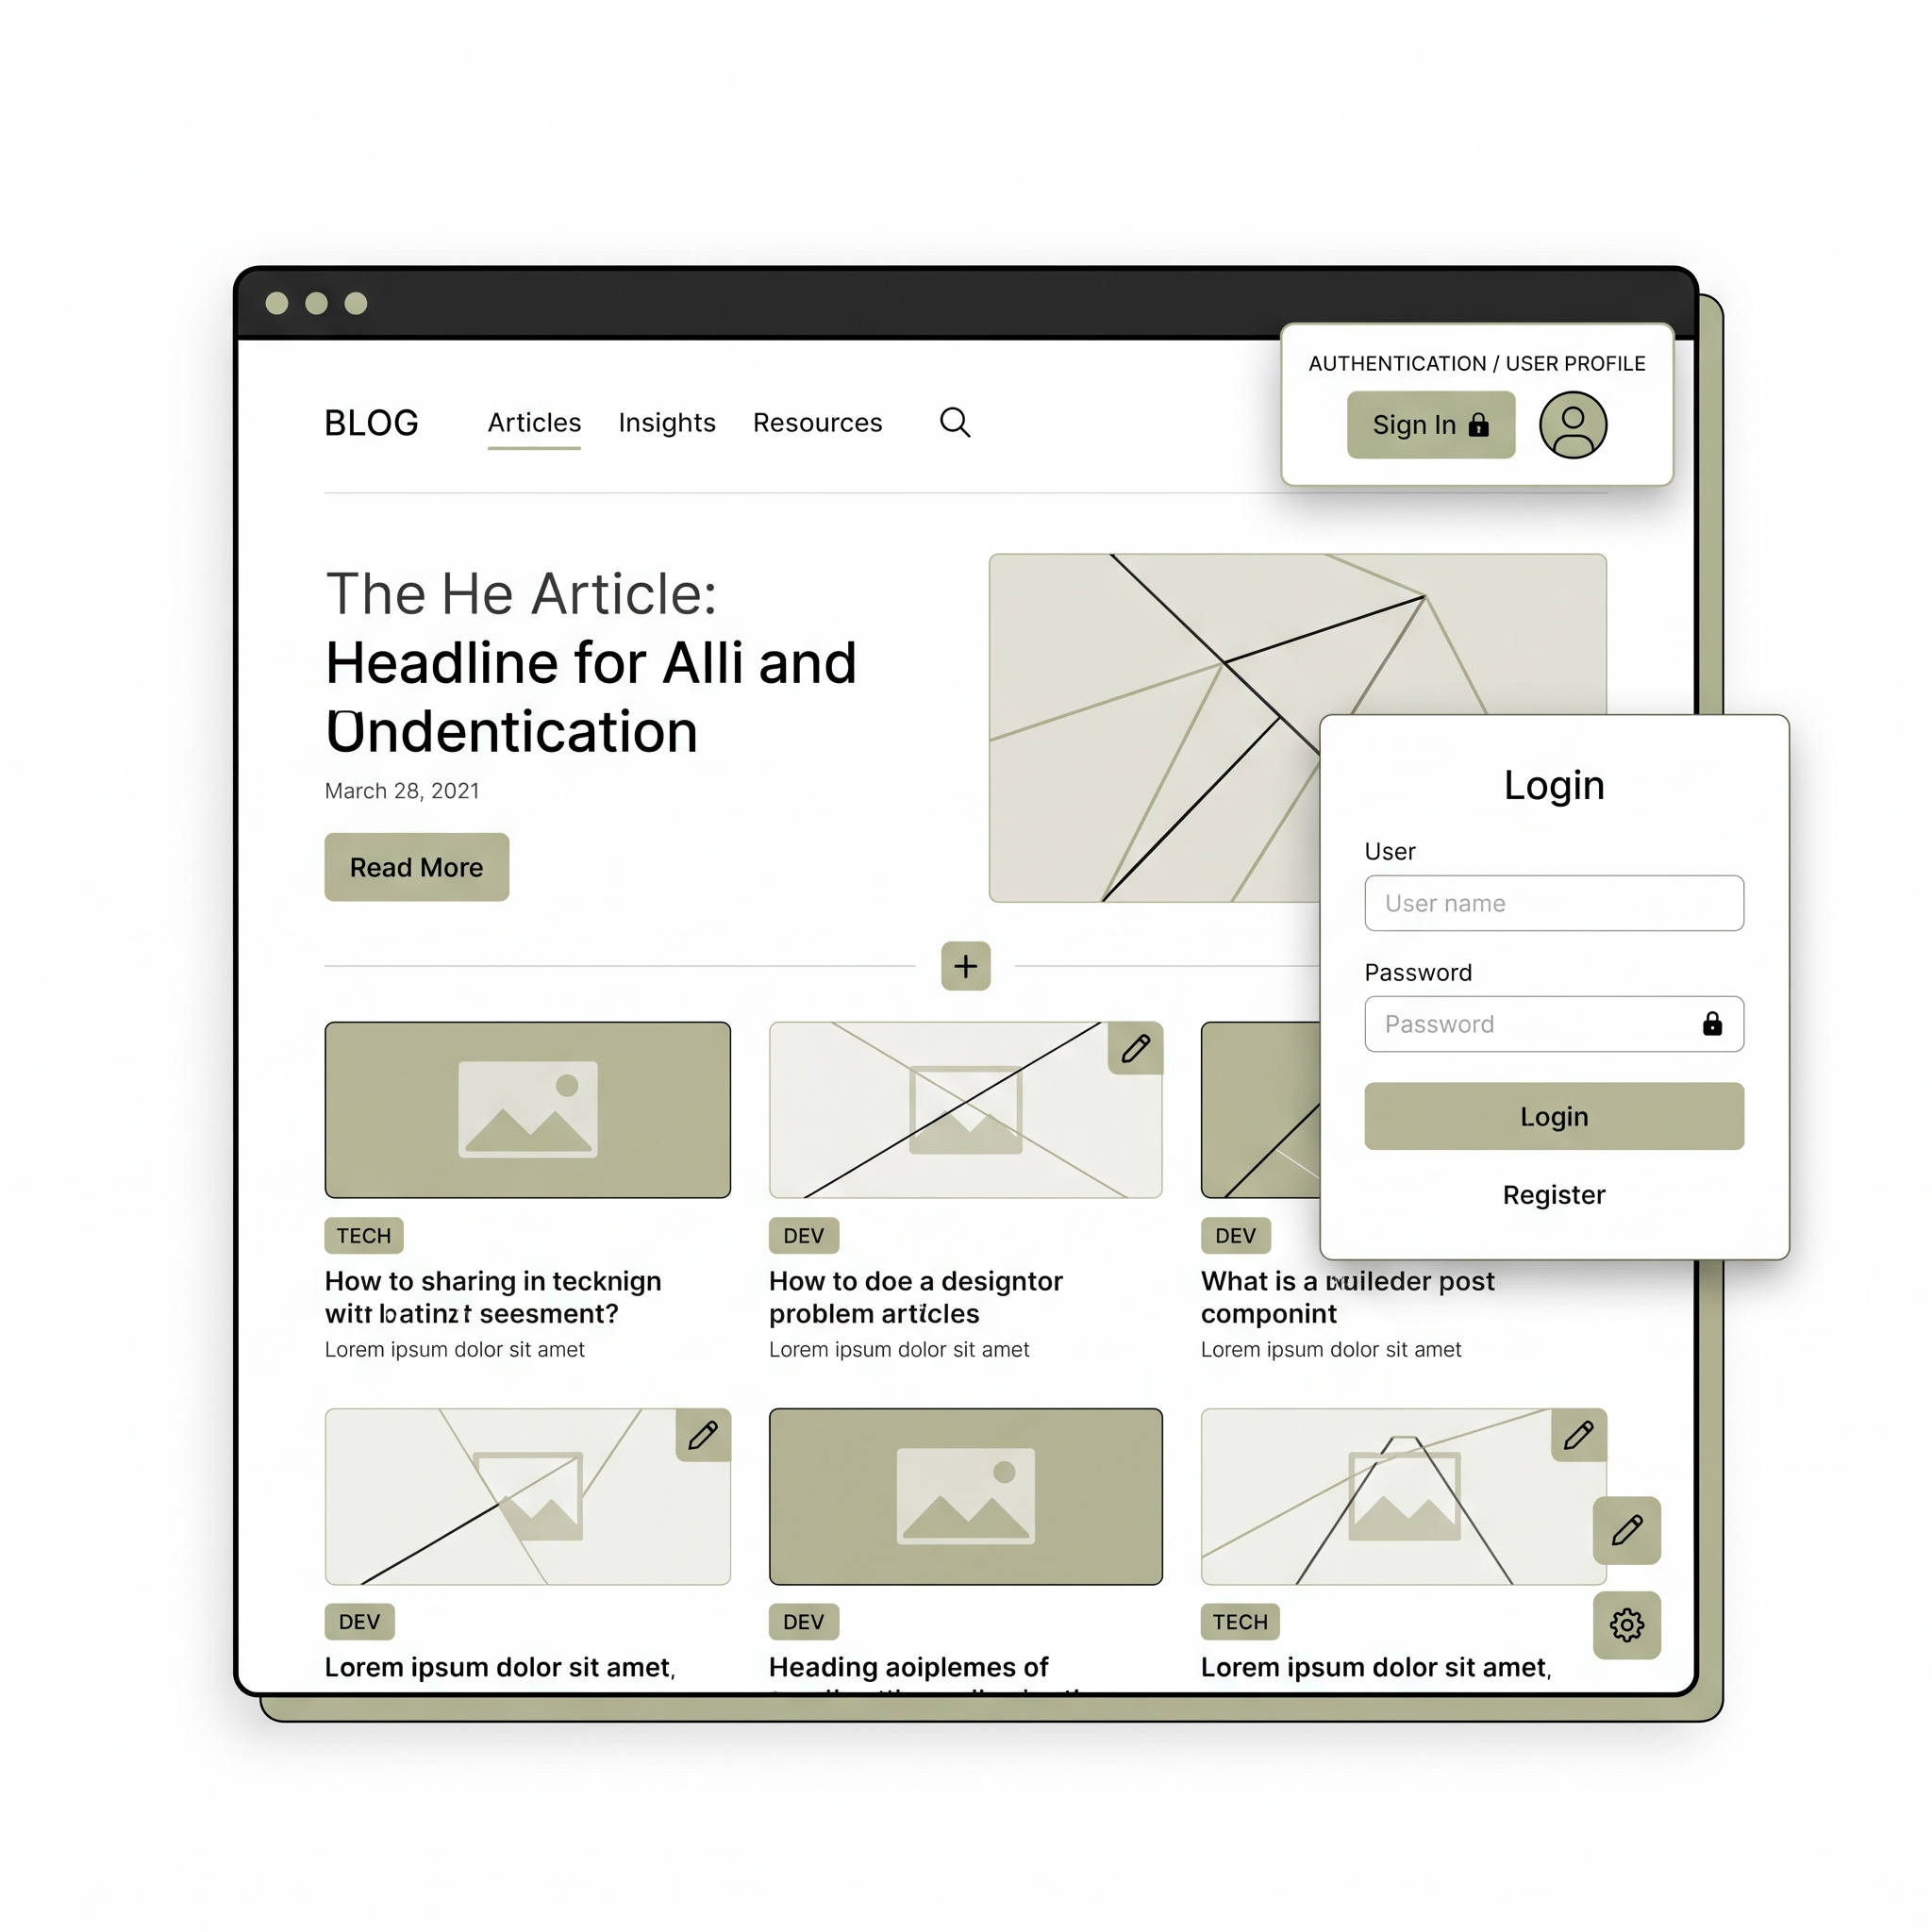 AUTHENTICATION / USER PROFILE
BLOG Articles Insights Resources
Sign In
The He Article:
Headline for Alli and
Undentication
March 28, 2021
Read More
Login
User
User name
Password
Password
Login
Register
TECH
How to sharing in tecknign
seesment?
Lorem ipsum dolor sit amet
DEV
How to doe a designtor
problem articles
Lorem ipsum dolor sit amet
DEV
What is a post
componint
Lorem ipsum dolor sit amet
DEV
Lorem ipsum dolor sit amet,
DEV
Heading aoiplemes of
TECH
Lorem ipsum dolor sit amet,